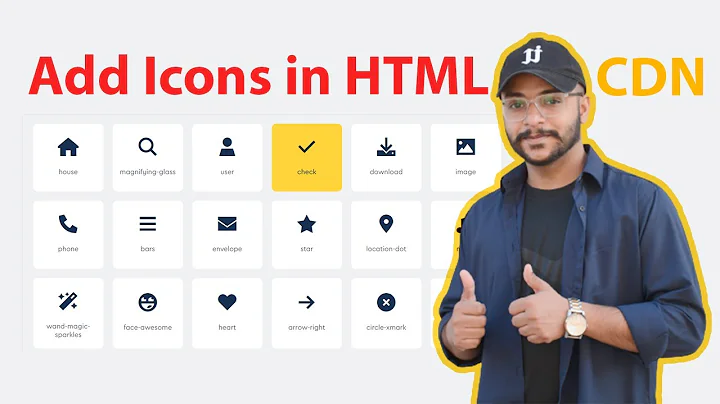 Add Icons in HTML CDN
house magnifying-glass user check download image
phone bars envelope star location-dot
wand-magic-
sparkles face-awesome heart arrow-right circle-xmark